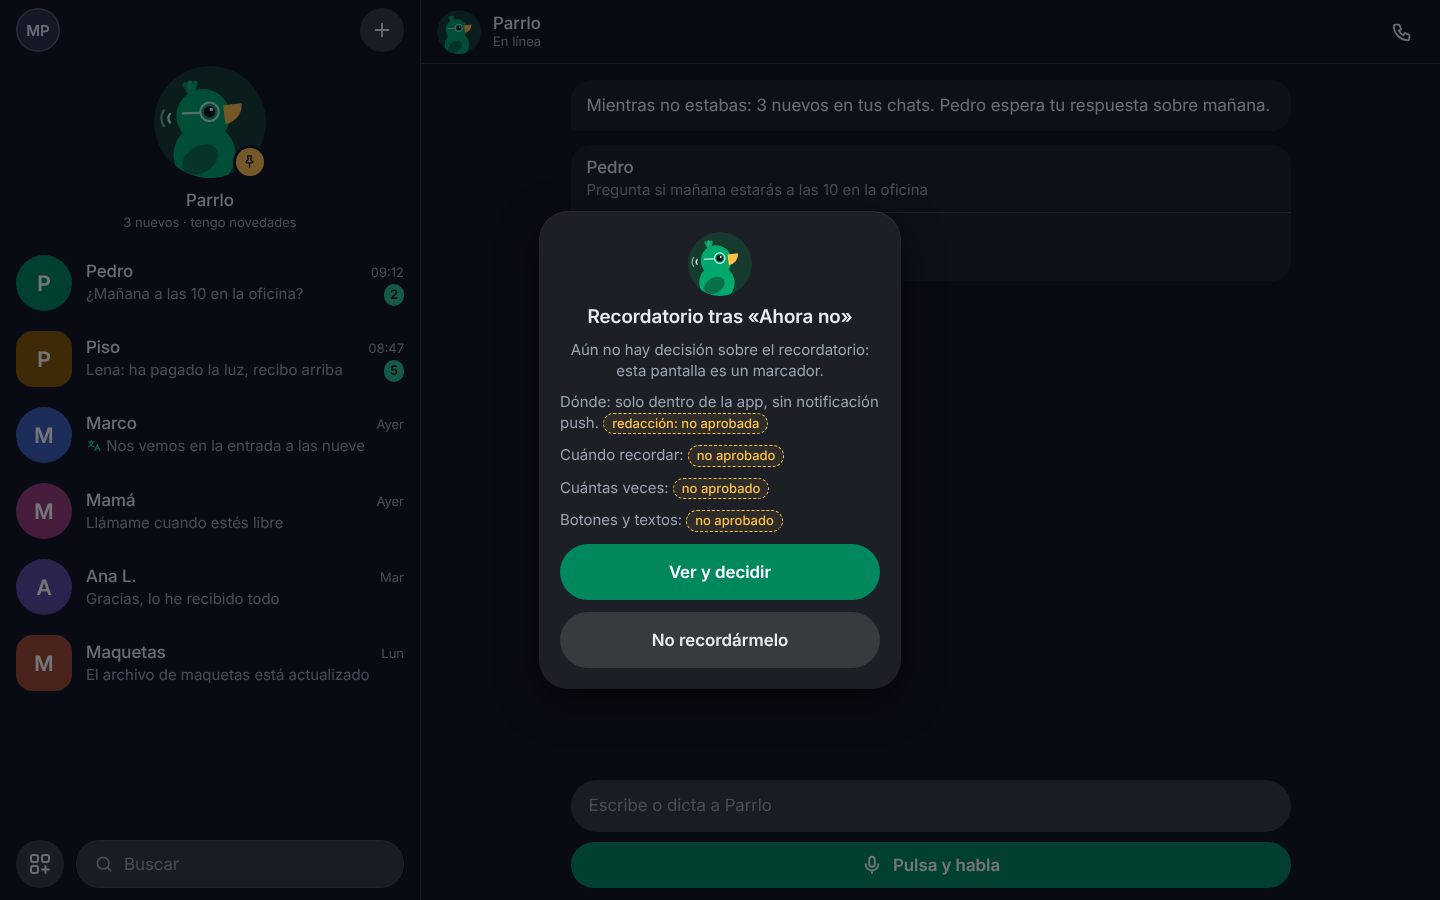 MP
Parrlo
3 nuevos · tengo novedades
P
Pedro
09:12
¿Mañana a las 10 en la oficina?
2
P
Piso
08:47
Lena: ha pagado la luz, recibo arriba
5
M
Marco
Ayer
Nos vemos en la entrada a las nueve
M
Mamá
Ayer
Llámame cuando estés libre
A
Ana L.
Mar
Gracias, lo he recibido todo
M
Maquetas
Lun
El archivo de maquetas está actualizado
Buscar
Parrlo
En línea
Mientras no estabas: 3 nuevos en tus chats. Pedro espera tu respuesta sobre mañana.
Pedro
Pregunta si mañana estarás a las 10 en la oficina
Recordatorio tras «Ahora no»
Aún no hay decisión sobre el recordatorio:
esta pantalla es un marcador.
Dónde: solo dentro de la app, sin notificación
push. redacción: no aprobada
Cuándo recordar: no aprobado
Cuántas veces: no aprobado
Botones y textos: no aprobado
Ver y decidir
No recordármelo
Escribe o dicta a Parrlo
Pulsa y habla